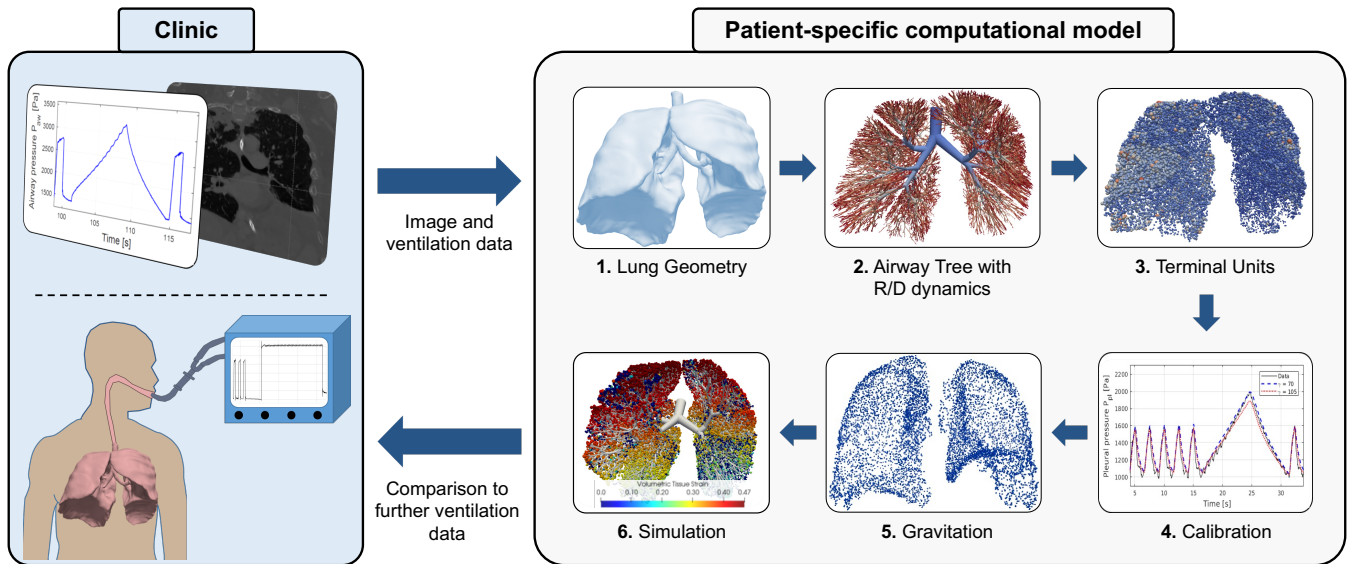 Clinic
Patient-specific computational model
Airway pressure P_aw [Pa]
3500
3000
2500
2000
1500
100
105
110
115
Time [s]
Image and
ventilation data
Comparison to
further ventilation
data
1. Lung Geometry
2. Airway Tree with
R/D dynamics
3. Terminal Units
Volumetric Tissue Strain
0.0 0.10 0.20 0.30 0.40 0.47
6. Simulation
5. Gravitation
Pleural pressure P_pl [Pa]
2200
2000
1800
1600
1400
1200
1000
Data
= 70
= 105
5 10 15 20 25 30
Time [s]
4. Calibration